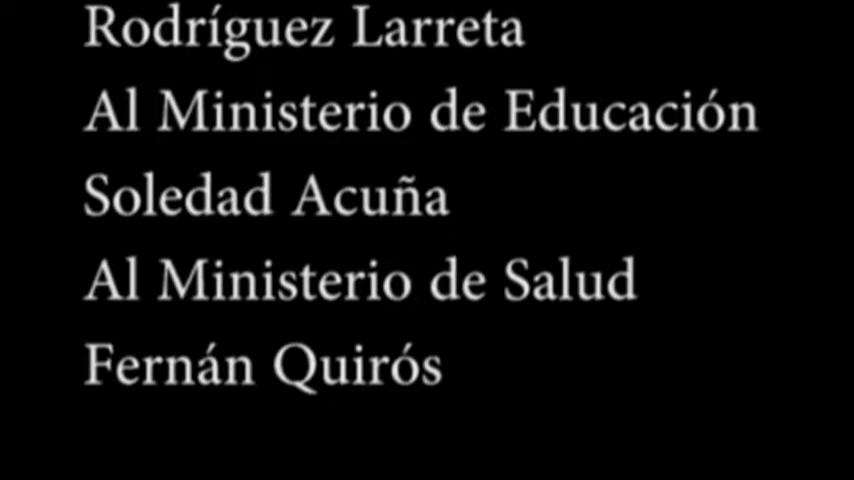 Rodríguez Larreta
Al Ministerio de Educación
Soledad Acuña
Al Ministerio de Salud
Fernán Quirós